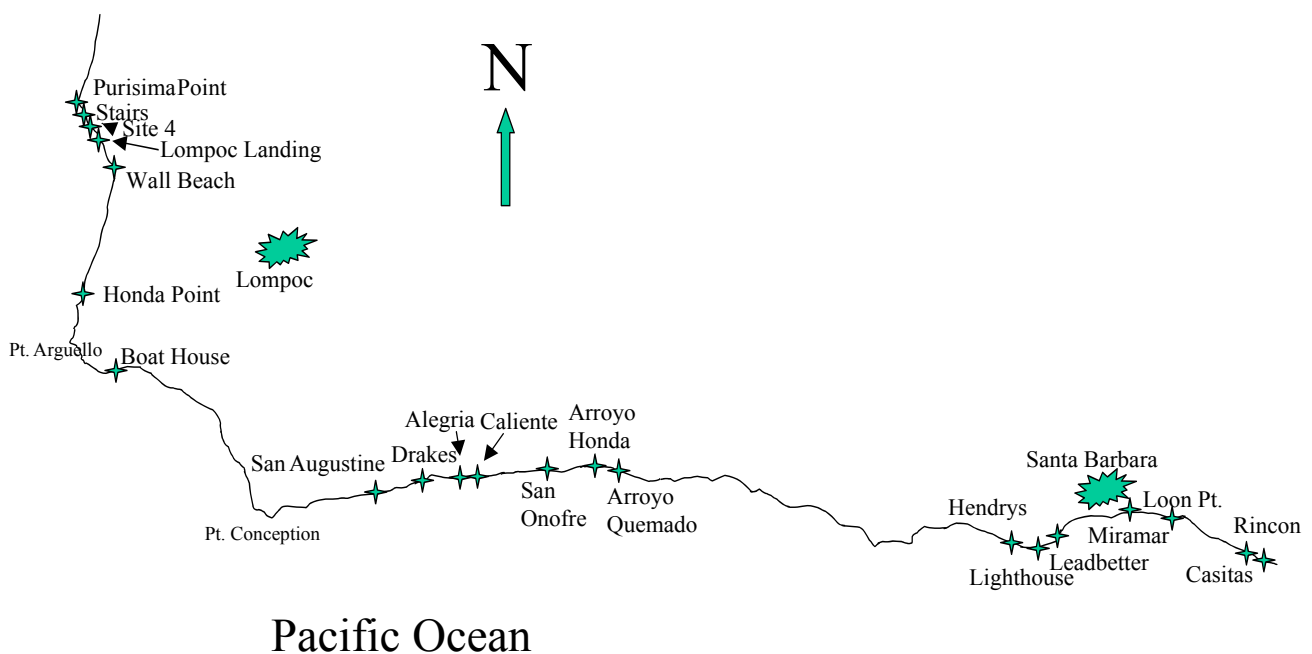 N
PurisimaPoint
Stairs
Site 4
Lompoc Landing
Wall Beach
Lompoc
Honda Point
Pt. Arguello
Boat House
Alegria
Caliente
Arroyo
Honda
San Augustine
Drakes
San
Onofre
Arroyo
Quemado
Pt. Conception
Santa Barbara
Hendrys
Loon Pt.
Rincon
Miramar
Leadbetter
Lighthouse
Casitas
Pacific Ocean